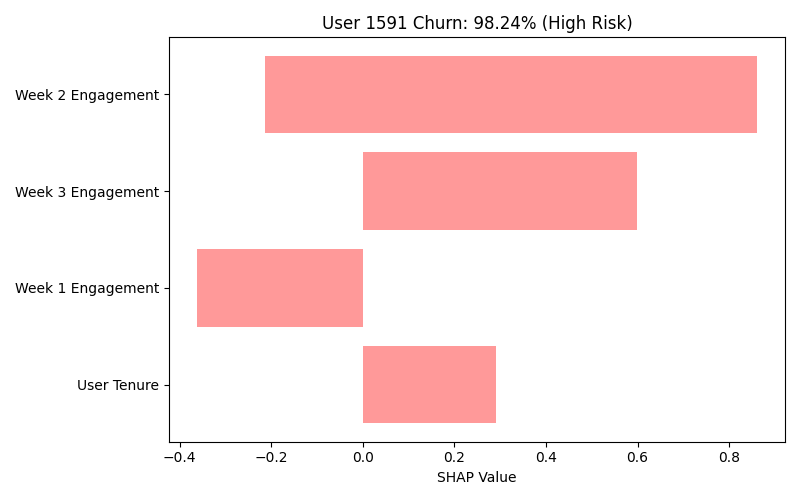 User 1591 Churn: 98.24% (High Risk)
Week 2 Engagement
Week 3 Engagement
Week 1 Engagement
User Tenure
−0.4 −0.2 0.0 0.2 0.4 0.6 0.8
SHAP Value